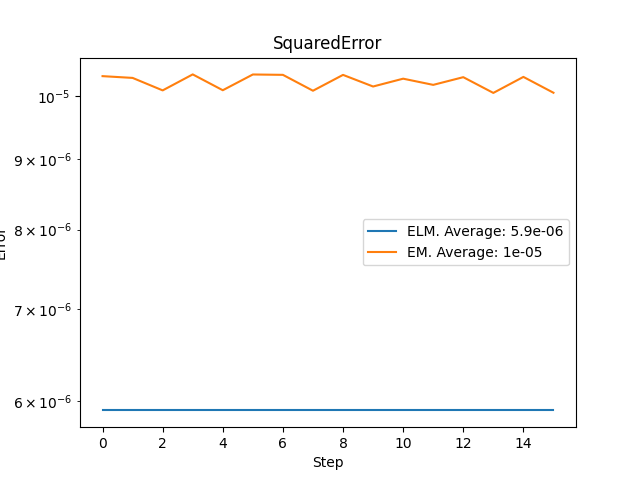 SquaredError
10⁻⁵
9 × 10⁻⁶
8 × 10⁻⁶
7 × 10⁻⁶
6 × 10⁻⁶
Error
ELM. Average: 5.9e-06
EM. Average: 1e-05
0 2 4 6 8 10 12 14
Step